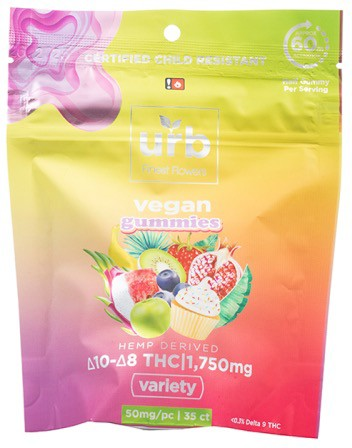 CERTIFIED CHILD RESISTANT
60
Per Serving
urb
vegan
gummies
HEMP DERIVED
Δ10-Δ8 THC|1,750mg
variety
50mg/pc | 35 ct
<0.3% Delta 9 THC